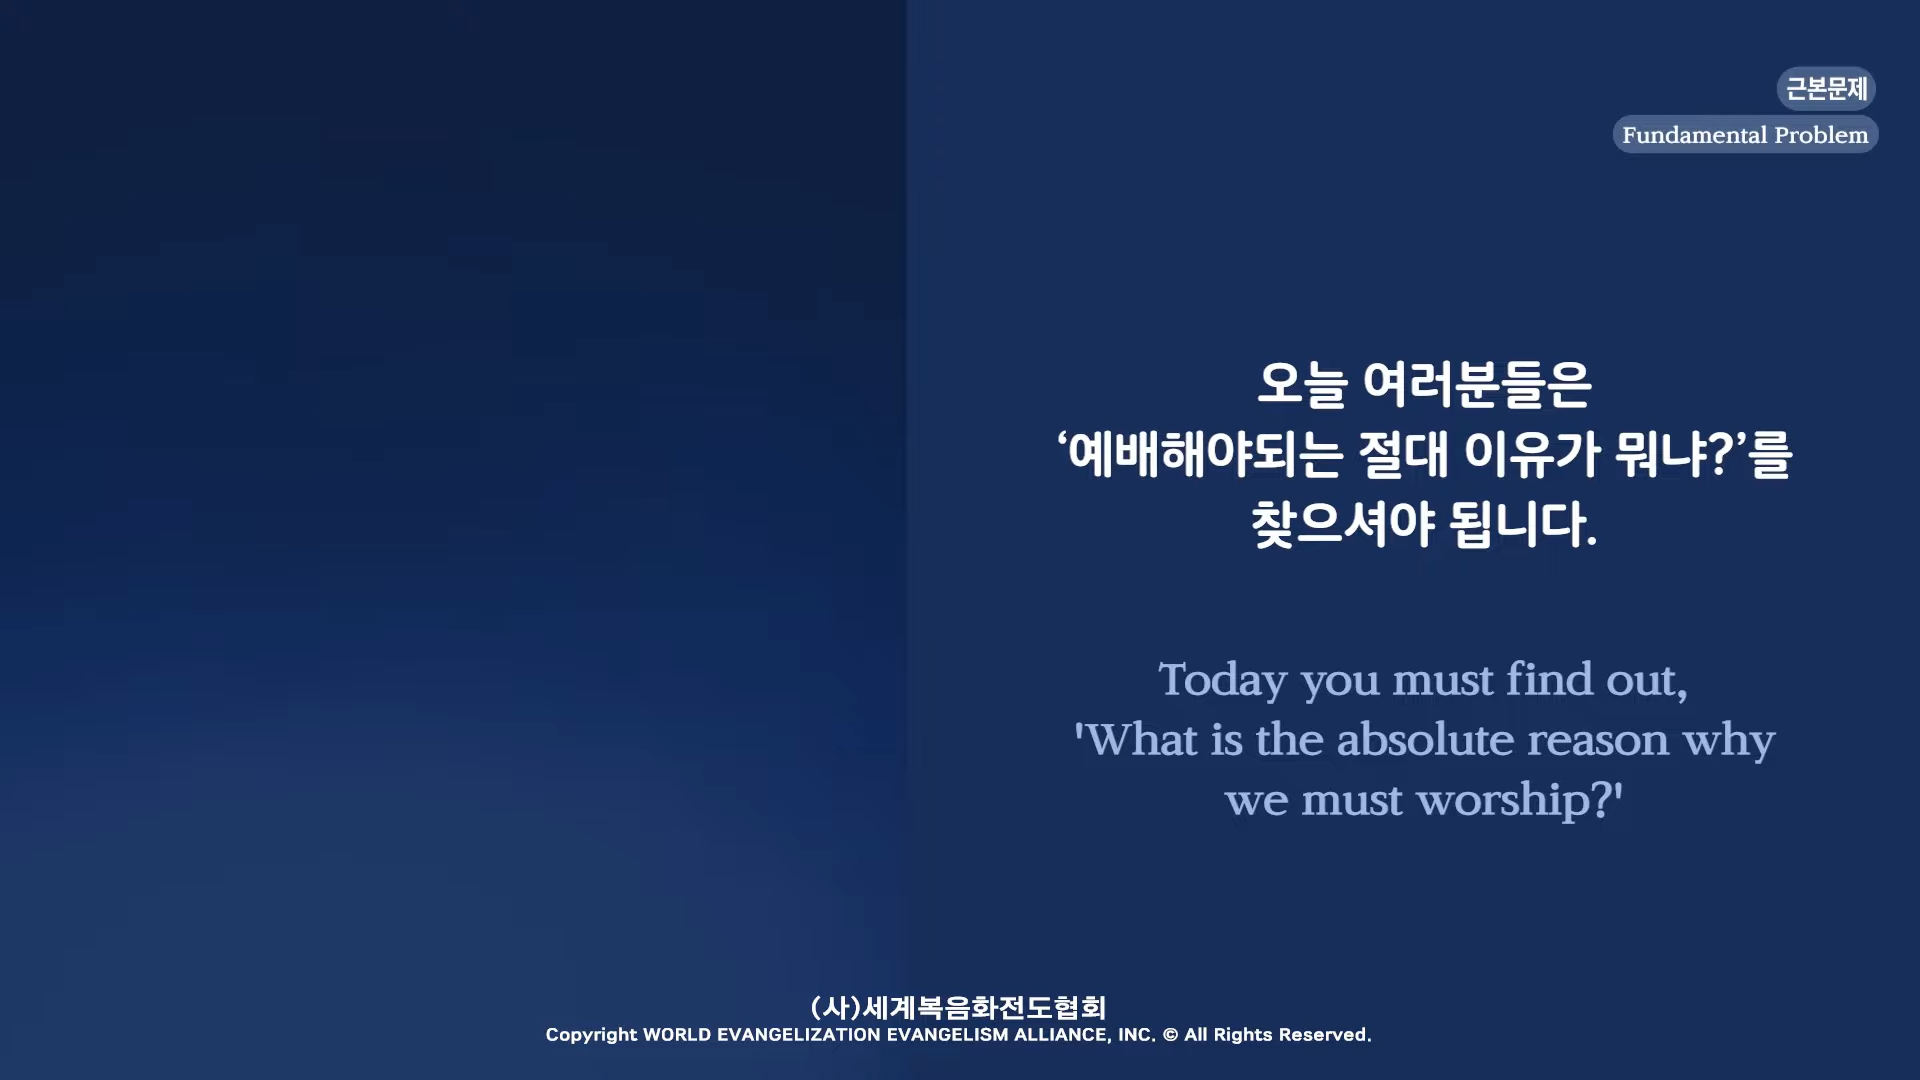 근본문제
Fundamental Problem
오늘 여러분들은
‘예배해야되는 절대 이유가 뭐냐?’를
찾으셔야 됩니다.
Today you must find out,
'What is the absolute reason why
we must worship?'
(사)세계복음화전도협회
Copyright WORLD EVANGELIZATION EVANGELISM ALLIANCE, INC. © All Rights Reserved.